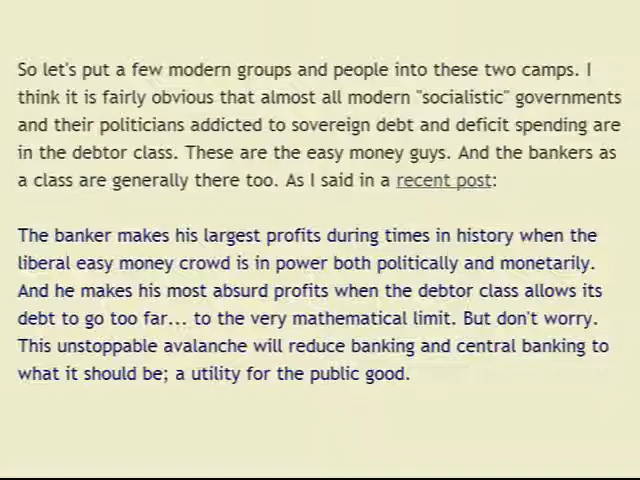 So let's put a few modern groups and people into these two camps. I
think it is fairly obvious that almost all modern "socialistic" governments
and their politicians addicted to sovereign debt and deficit spending are
in the debtor class. These are the easy money guys. And the bankers as
a class are generally there too. As I said in a recent post:
The banker makes his largest profits during times in history when the
liberal easy money crowd is in power both politically and monetarily.
And he makes his most absurd profits when the debtor class allows its
debt to go too far... to the very mathematical limit. But don't worry.
This unstoppable avalanche will reduce banking and central banking to
what it should be; a utility for the public good.